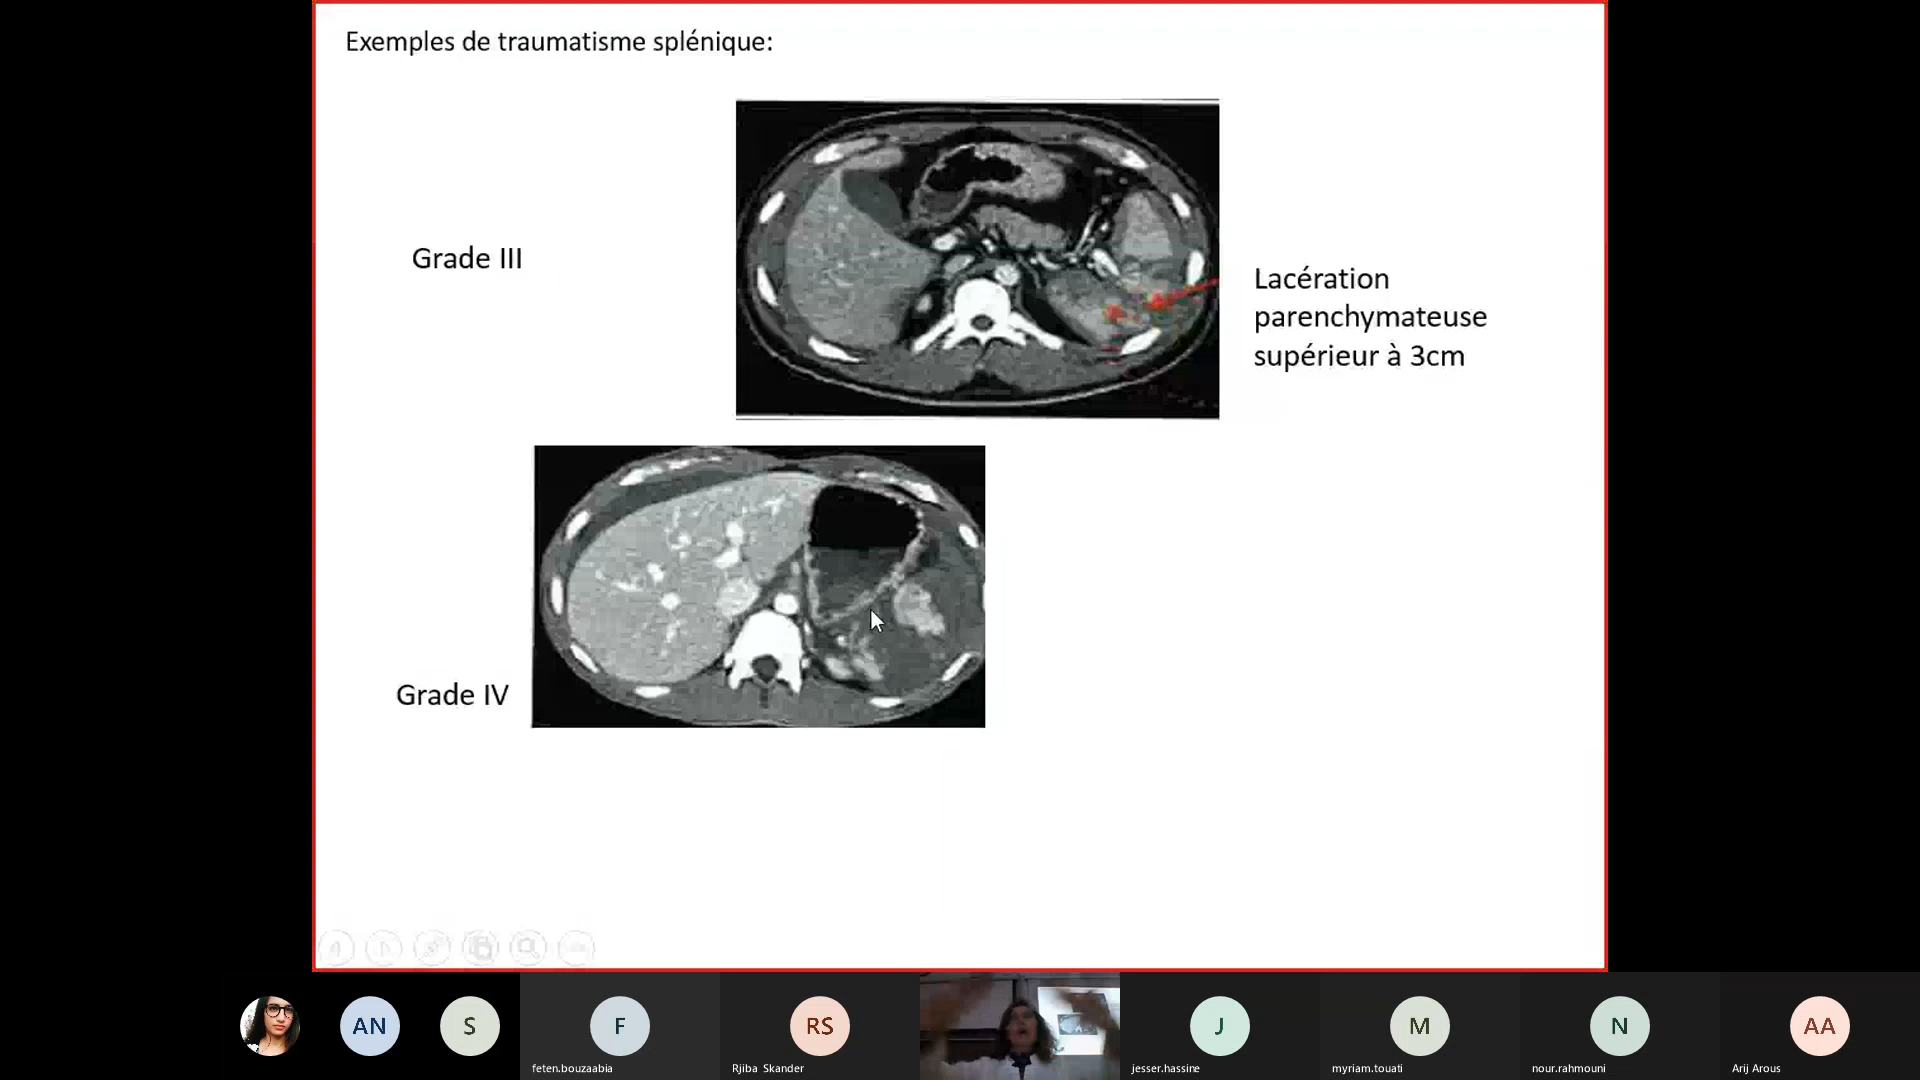 Exemples de traumatisme splénique:
Grade III
Lacération
parenchymateuse
supérieur à 3cm
Grade IV
AN
S
F
RS
J
M
N
AA
feten.bouzaabia
Rjiba Skander
jesser.hassine
myriam.touati
nour.rahmouni
Arij Arous